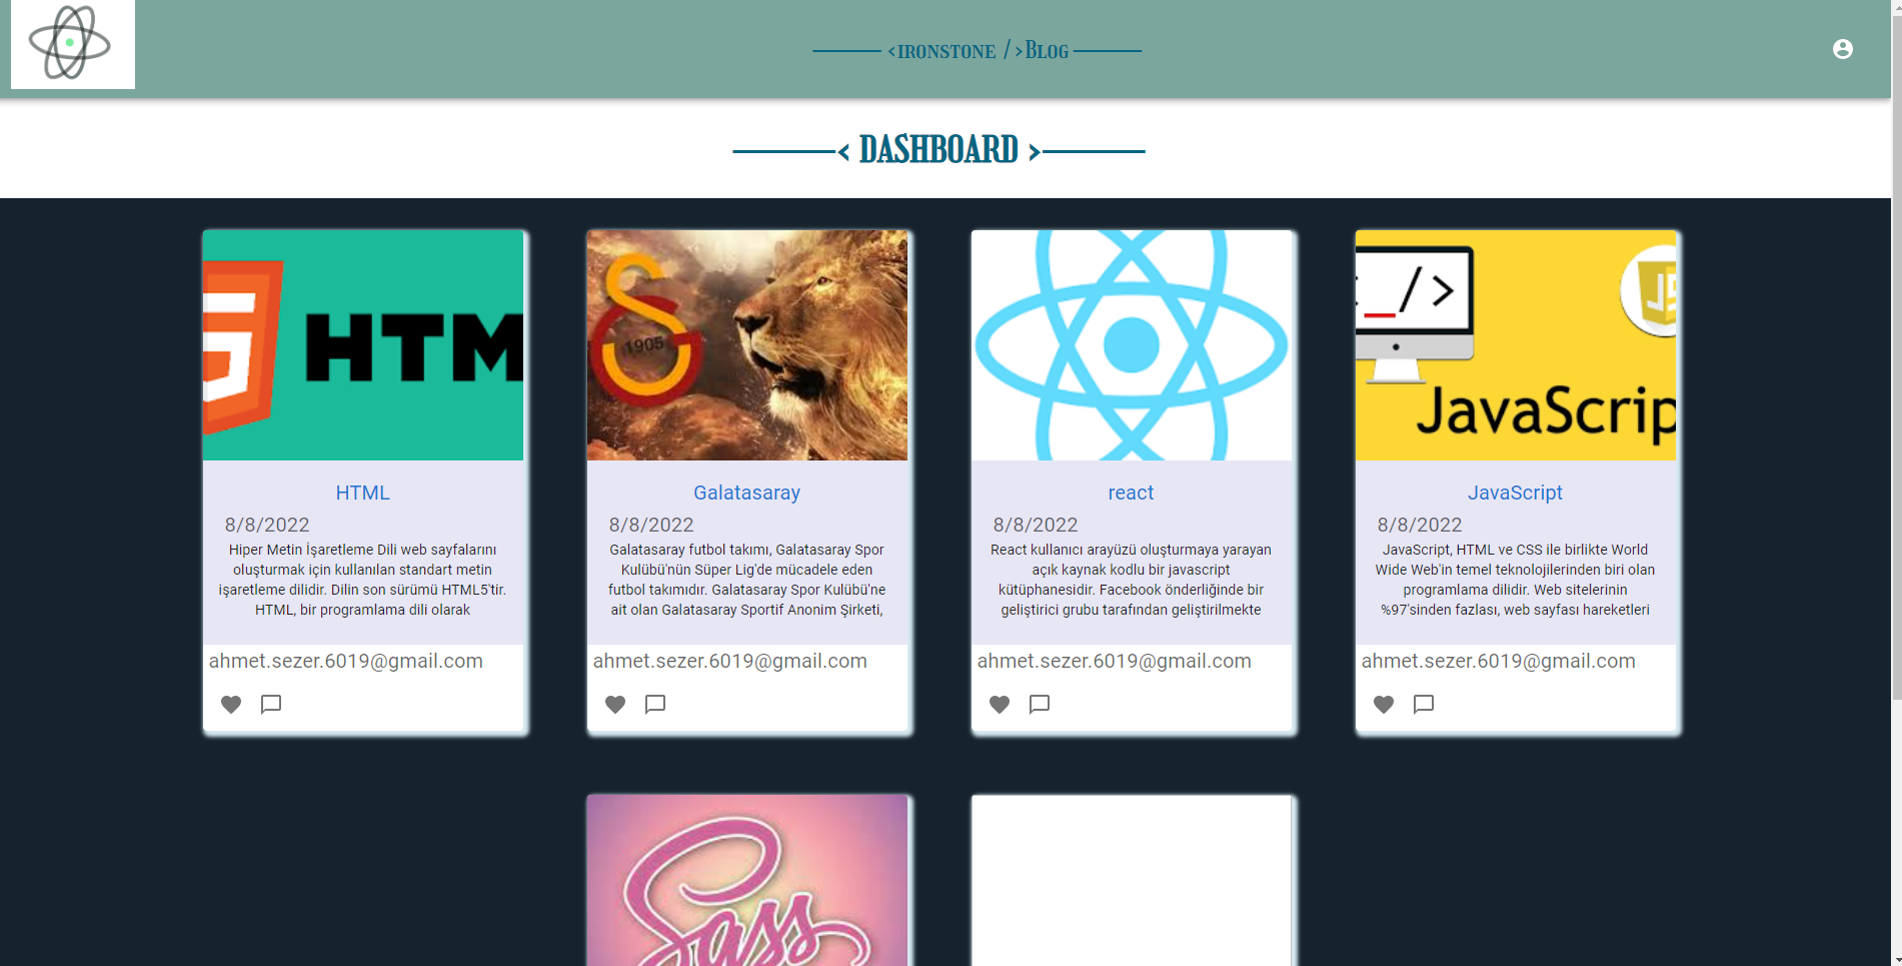 <ironstone />Blog
< DASHBOARD >
HTM
1905
_/>
JS
JavaScrip
HTML
8/8/2022
Hiper Metin İşaretleme Dili web sayfalarını
oluşturmak için kullanılan standart metin
işaretleme dilidir. Dilin son sürümü HTML5'tir.
HTML, bir programlama dili olarak
ahmet.sezer.6019@gmail.com
Galatasaray
8/8/2022
Galatasaray futbol takımı, Galatasaray Spor
Kulübü'nün Süper Lig'de mücadele eden
futbol takımıdır. Galatasaray Spor Kulübü'ne
ait olan Galatasaray Sportif Anonim Şirketi,
ahmet.sezer.6019@gmail.com
react
8/8/2022
React kullanıcı arayüzü oluşturmaya yarayan
açık kaynak kodlu bir javascript
kütüphanesidir. Facebook önderliğinde bir
geliştirici grubu tarafından geliştirilmekte
ahmet.sezer.6019@gmail.com
JavaScript
8/8/2022
JavaScript, HTML ve CSS ile birlikte World
Wide Web'in temel teknolojilerinden biri olan
programlama dilidir. Web sitelerinin
%97'sinden fazlası, web sayfası hareketleri
ahmet.sezer.6019@gmail.com
Sass